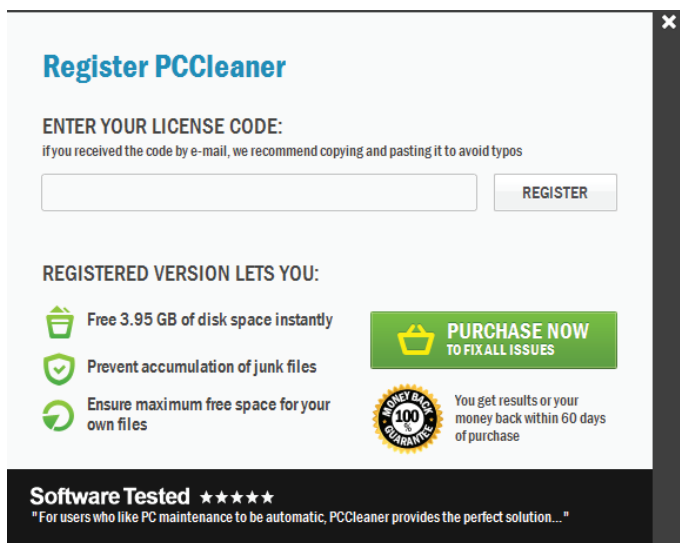 Register PCCleaner
ENTER YOUR LICENSE CODE:
if you received the code by e-mail, we recommend copying and pasting it to avoid typos
REGISTER
REGISTERED VERSION LETS YOU:
Free 3.95 GB of disk space instantly
Prevent accumulation of junk files
Ensure maximum free space for your
own files
PURCHASE NOW
TO FIX ALL ISSUES
MONEY BACK
100
%
GUARANTEE
You get results or your
money back within 60 days
of purchase
Software Tested ★★★★★
"For users who like PC maintenance to be automatic, PCCleaner provides the perfect solution..."